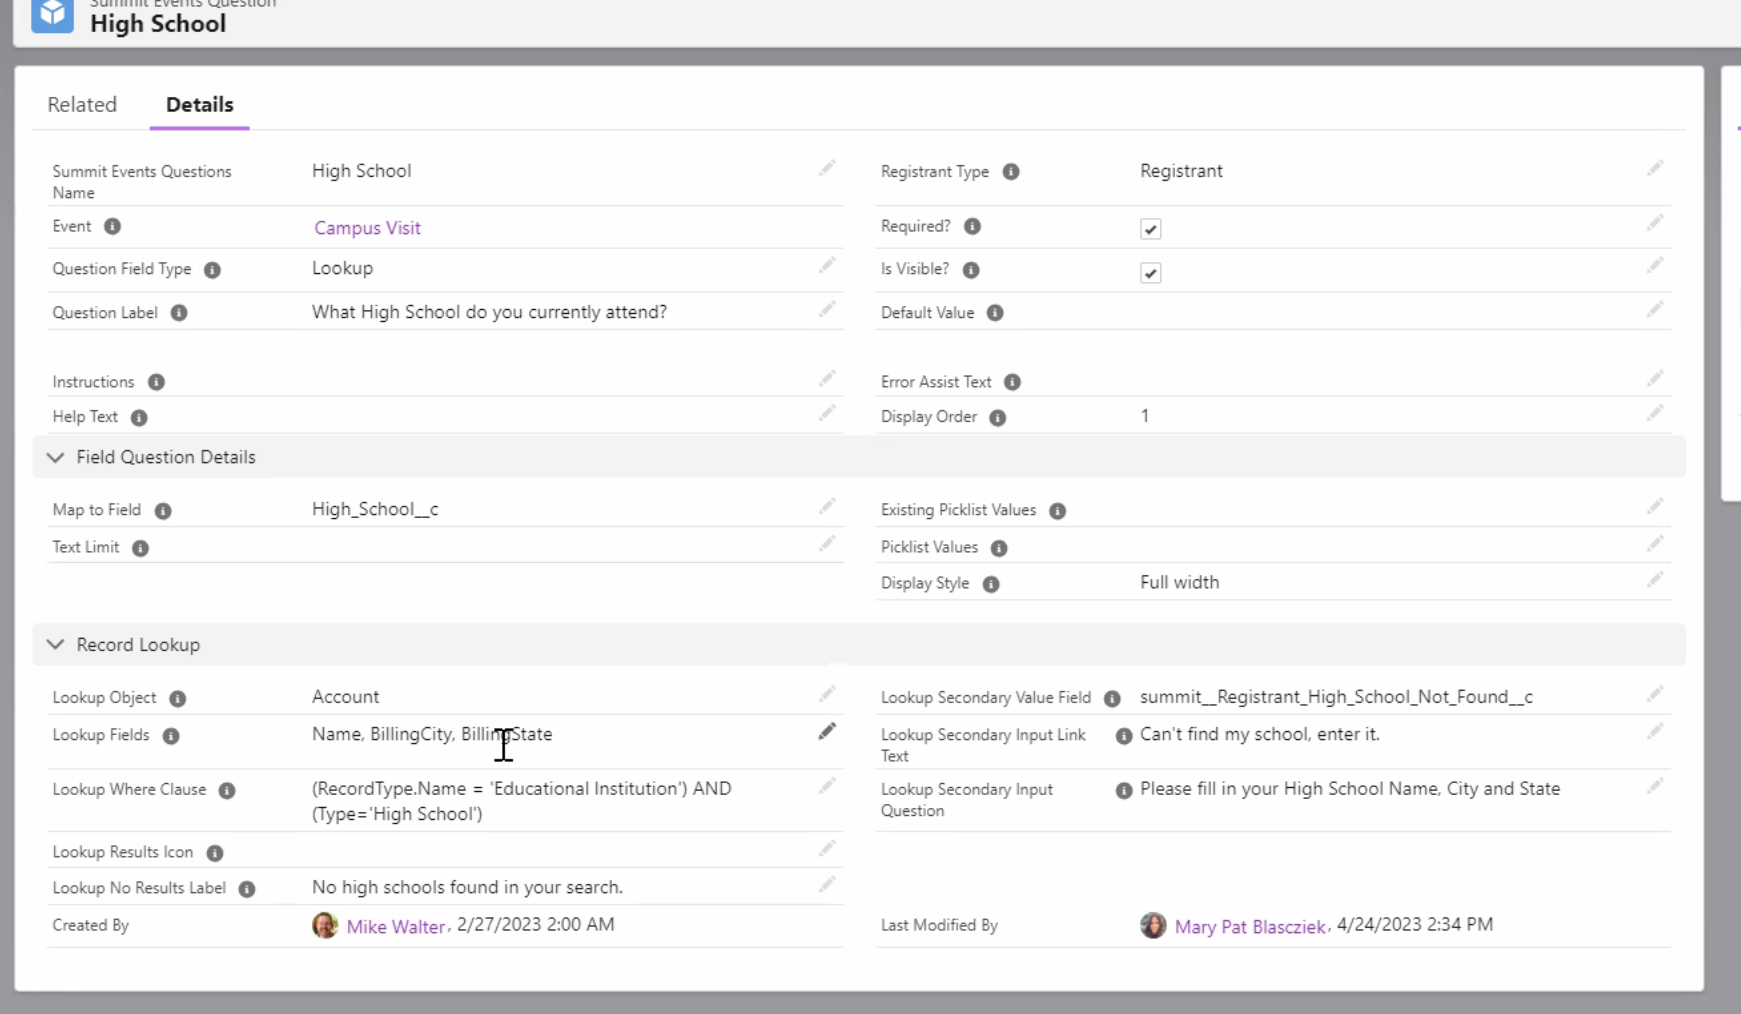 Summit Events Question
High School
Related
Details
Summit Events Questions
Name
High School
Registrant Type
Registrant
Event
Campus Visit
Required?
Question Field Type
Lookup
Is Visible?
Question Label
What High School do you currently attend?
Default Value
Instructions
Error Assist Text
Help Text
Display Order
1
Field Question Details
Map to Field
High_School__c
Existing Picklist Values
Text Limit
Picklist Values
Display Style
Full width
Record Lookup
Lookup Object
Account
Lookup Secondary Value Field
summit__Registrant_High_School_Not_Found__c
Lookup Fields
Name, BillingCity, BillingState
Lookup Secondary Input Link
Text
Can't find my school, enter it.
Lookup Where Clause
(RecordType.Name = 'Educational Institution') AND
(Type='High School')
Lookup Secondary Input
Question
Please fill in your High School Name, City and State
Lookup Results Icon
Lookup No Results Label
No high schools found in your search.
Created By
Mike Walter, 2/27/2023 2:00 AM
Last Modified By
Mary Pat Blascziek, 4/24/2023 2:34 PM